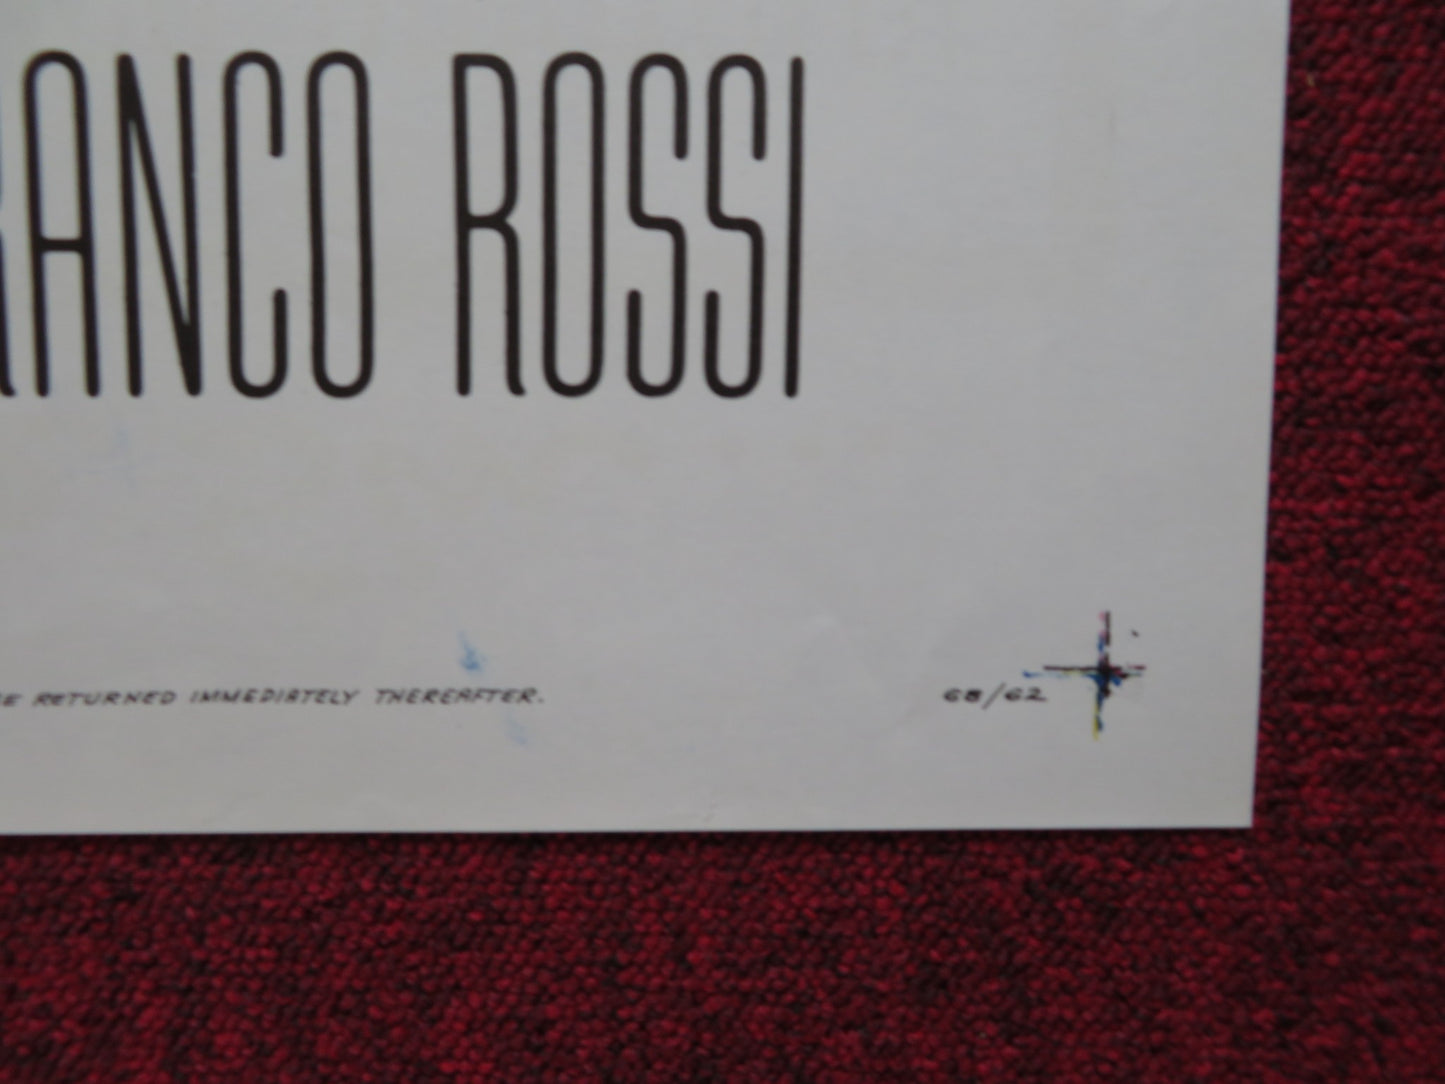 RANCO ROSSI
E RETURNED IMMEDIATELY THEREAFTER.
68/62